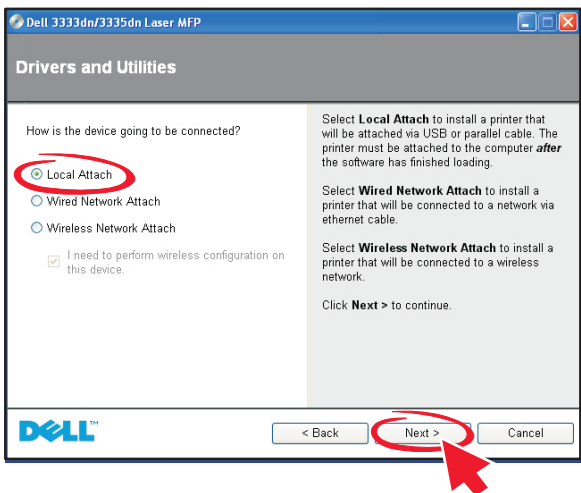 Dell 3333dn/3335dn Laser MFP
Drivers and Utilities
How is the device going to be connected?
Local Attach
Wired Network Attach
Wireless Network Attach
I need to perform wireless configuration on
this device.
Select Local Attach to install a printer that
will be attached via USB or parallel cable. The
printer must be attached to the computer after
the software has finished loading.
Select Wired Network Attach to install a
printer that will be connected to a network via
ethernet cable.
Select Wireless Network Attach to install a
printer that will be connected to a wireless
network.
Click Next > to continue.
DELL™
< Back
Next >
Cancel